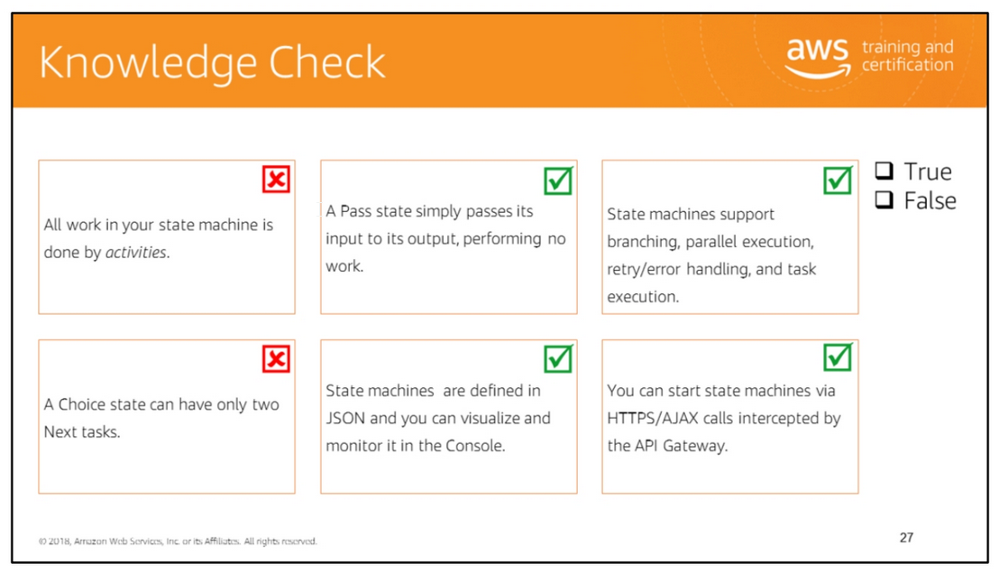 Knowledge Check
aws training and
certification
All work in your state machine is
done by activities.
A Pass state simply passes its
input to its output, performing no
work.
State machines support
branching, parallel execution,
retry/error handling, and task
execution.
True
False
A Choice state can have only two
Next tasks.
State machines are defined in
JSON and you can visualize and
monitor it in the Console.
You can start state machines via
HTTPS/AJAX calls intercepted by
the API Gateway.
© 2018, Amazon Web Services, Inc. or its Affiliates. All rights reserved.
27